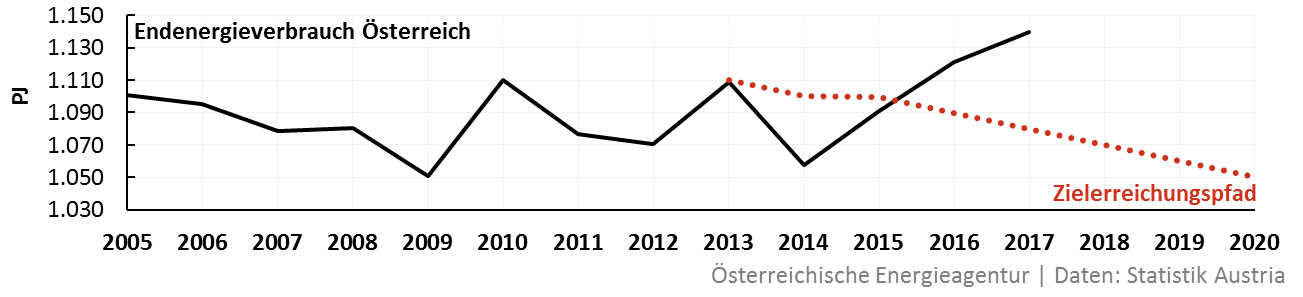 1.150
Endenergieverbrauch Österreich
1.130
1.110
1.090
1.070
1.050
1.030
PJ
Zielerreichungspfad
2005 2006 2007 2008 2009 2010 2011 2012 2013 2014 2015 2016 2017 2018 2019 2020
Österreichische Energieagentur | Daten: Statistik Austria